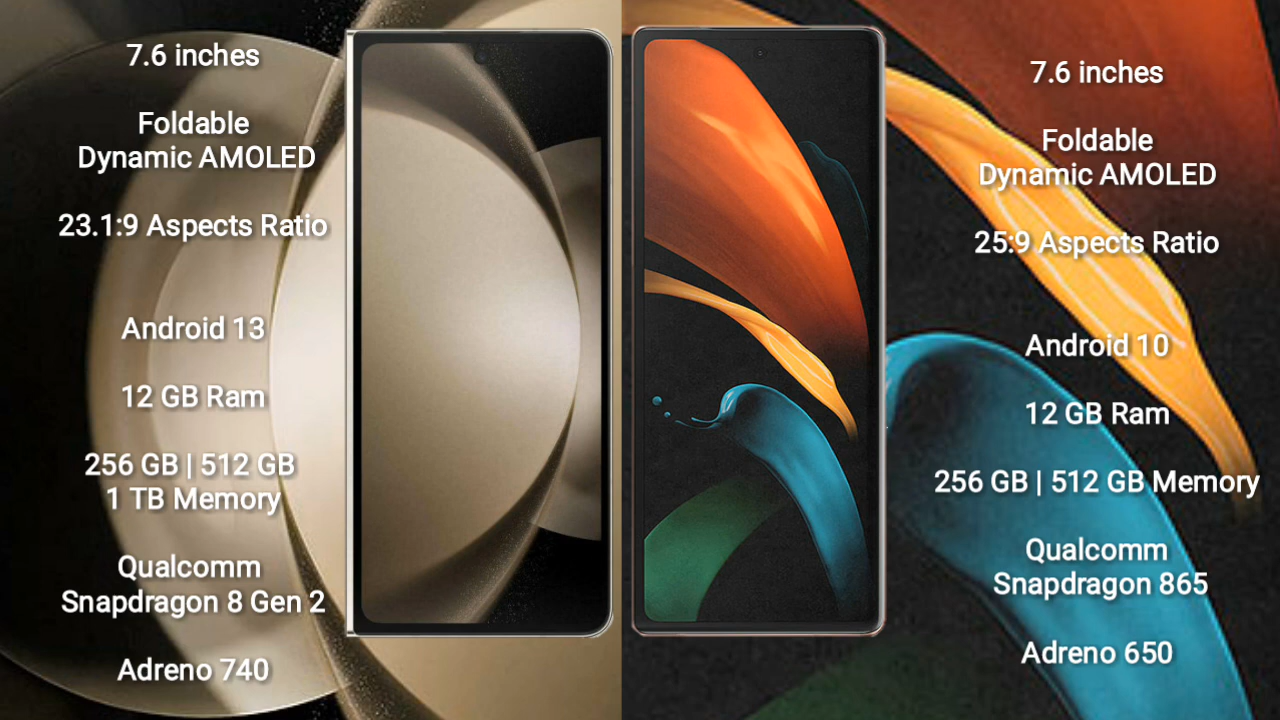 7.6 inches
Foldable
Dynamic AMOLED
23.1:9 Aspects Ratio
Android 13
12 GB Ram
256 GB | 512 GB
1 TB Memory
Qualcomm
Snapdragon 8 Gen 2
Adreno 740
7.6 inches
Foldable
Dynamic AMOLED
25:9 Aspects Ratio
Android 10
12 GB Ram
256 GB | 512 GB Memory
Qualcomm
Snapdragon 865
Adreno 650